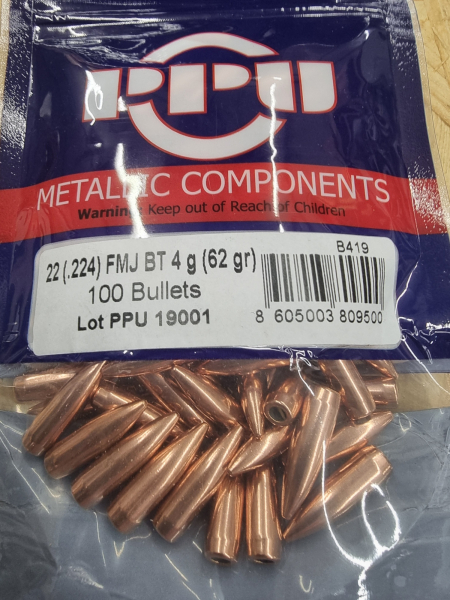 PPU
METALLIC COMPONENTS
Warning: Keep out of Reach of Children
B419
22 (.224) FMJ BT 4 g (62 gr)
100 Bullets
Lot PPU 19001
8 605003 809500